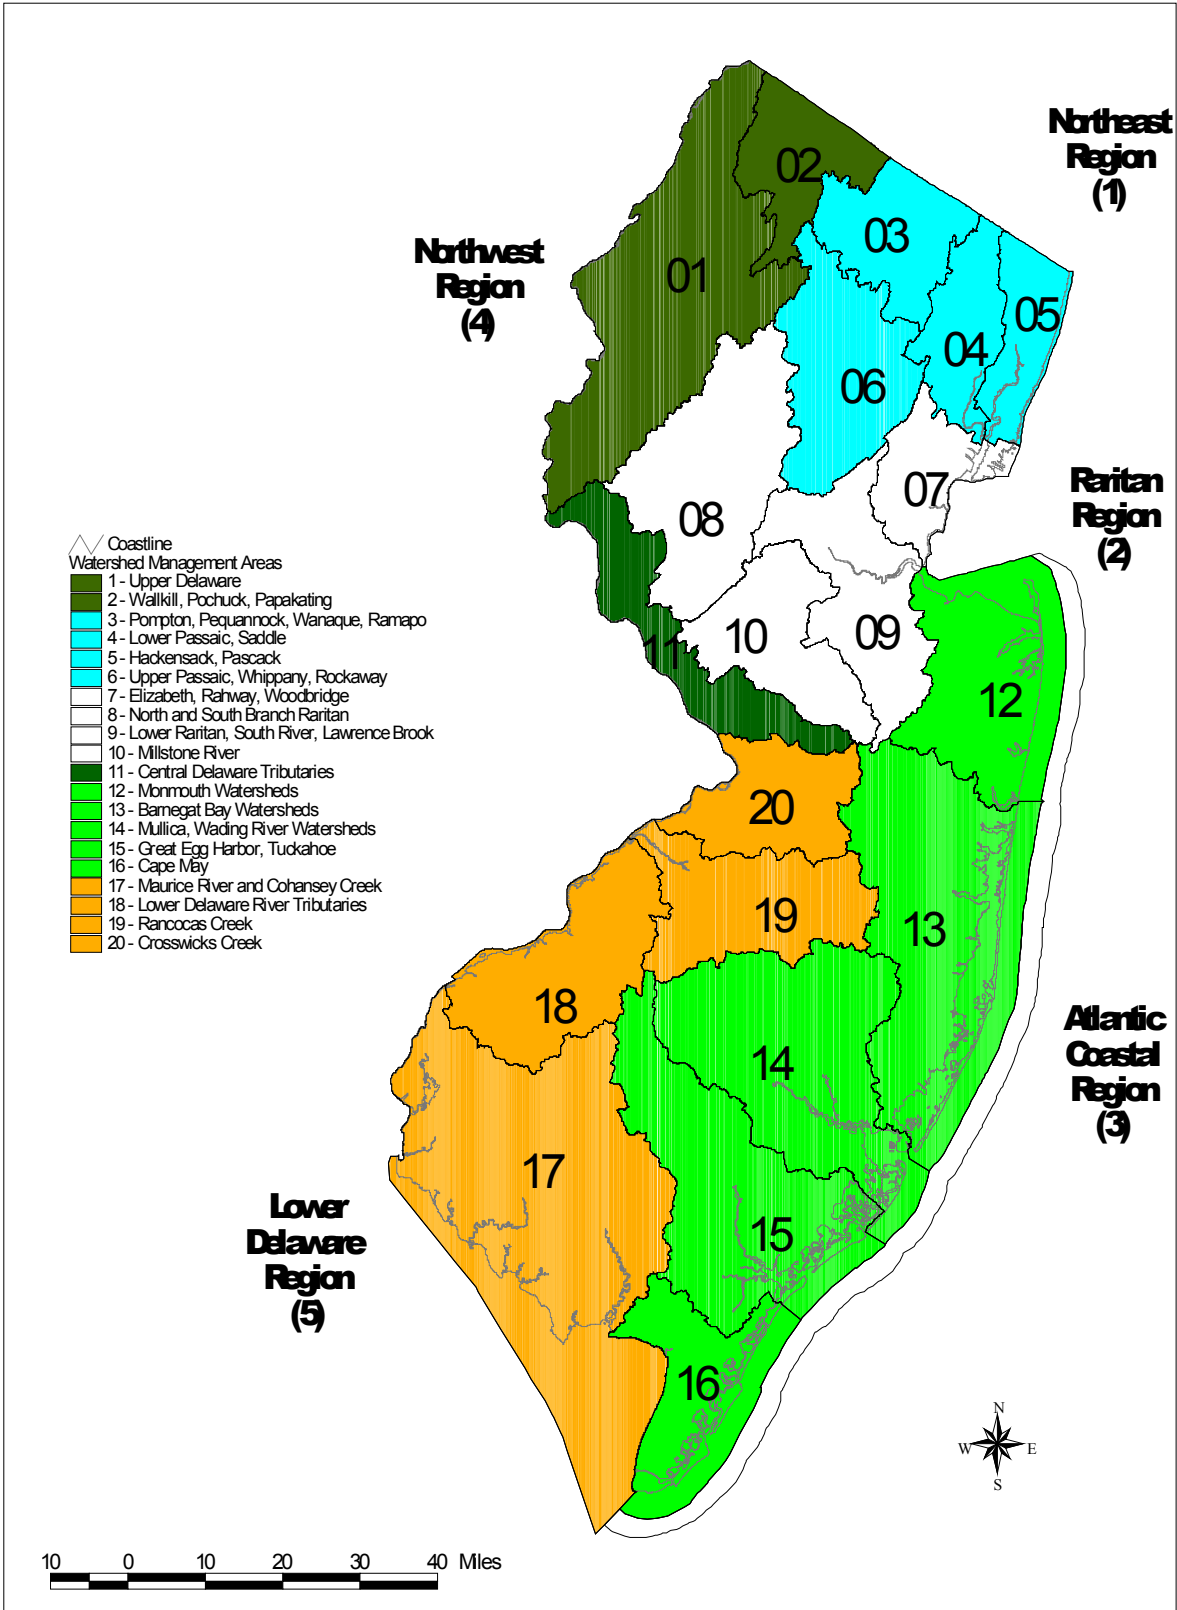 Northeast
Region
(1)
02
03
Northwest
Region
(4)
01
05
04
06
Raritan
Region
(2)
07
08
Coastline
Watershed Management Areas
1 - Upper Delaware
2 - Wallkill, Pochuck, Papakating
3 - Pompton, Pequannock, Wanaque, Ramapo
4 - Lower Passaic, Saddle
5 - Hackensack, Pascack
6 - Upper Passaic, Whippany, Rockaway
7 - Elizabeth, Rahway, Woodbridge
8 - North and South Branch Raritan
9 - Lower Raritan, South River, Lawrence Brook
10 - Millstone River
11 - Central Delaware Tributaries
12 - Monmouth Watersheds
13 - Barnegat Bay Watersheds
14 - Mullica, Wading River Watersheds
15 - Great Egg Harbor, Tuckahoe
16 - Cape May
17 - Maurice River and Cohansey Creek
18 - Lower Delaware River Tributaries
19 - Rancocas Creek
20 - Crosswicks Creek
10
09
11
12
20
19
13
18
14
Atlantic
Coastal
Region
(3)
17
15
Lower
Delaware
Region
(5)
16
N
W
E
S
10 0 10 20 30 40 Miles